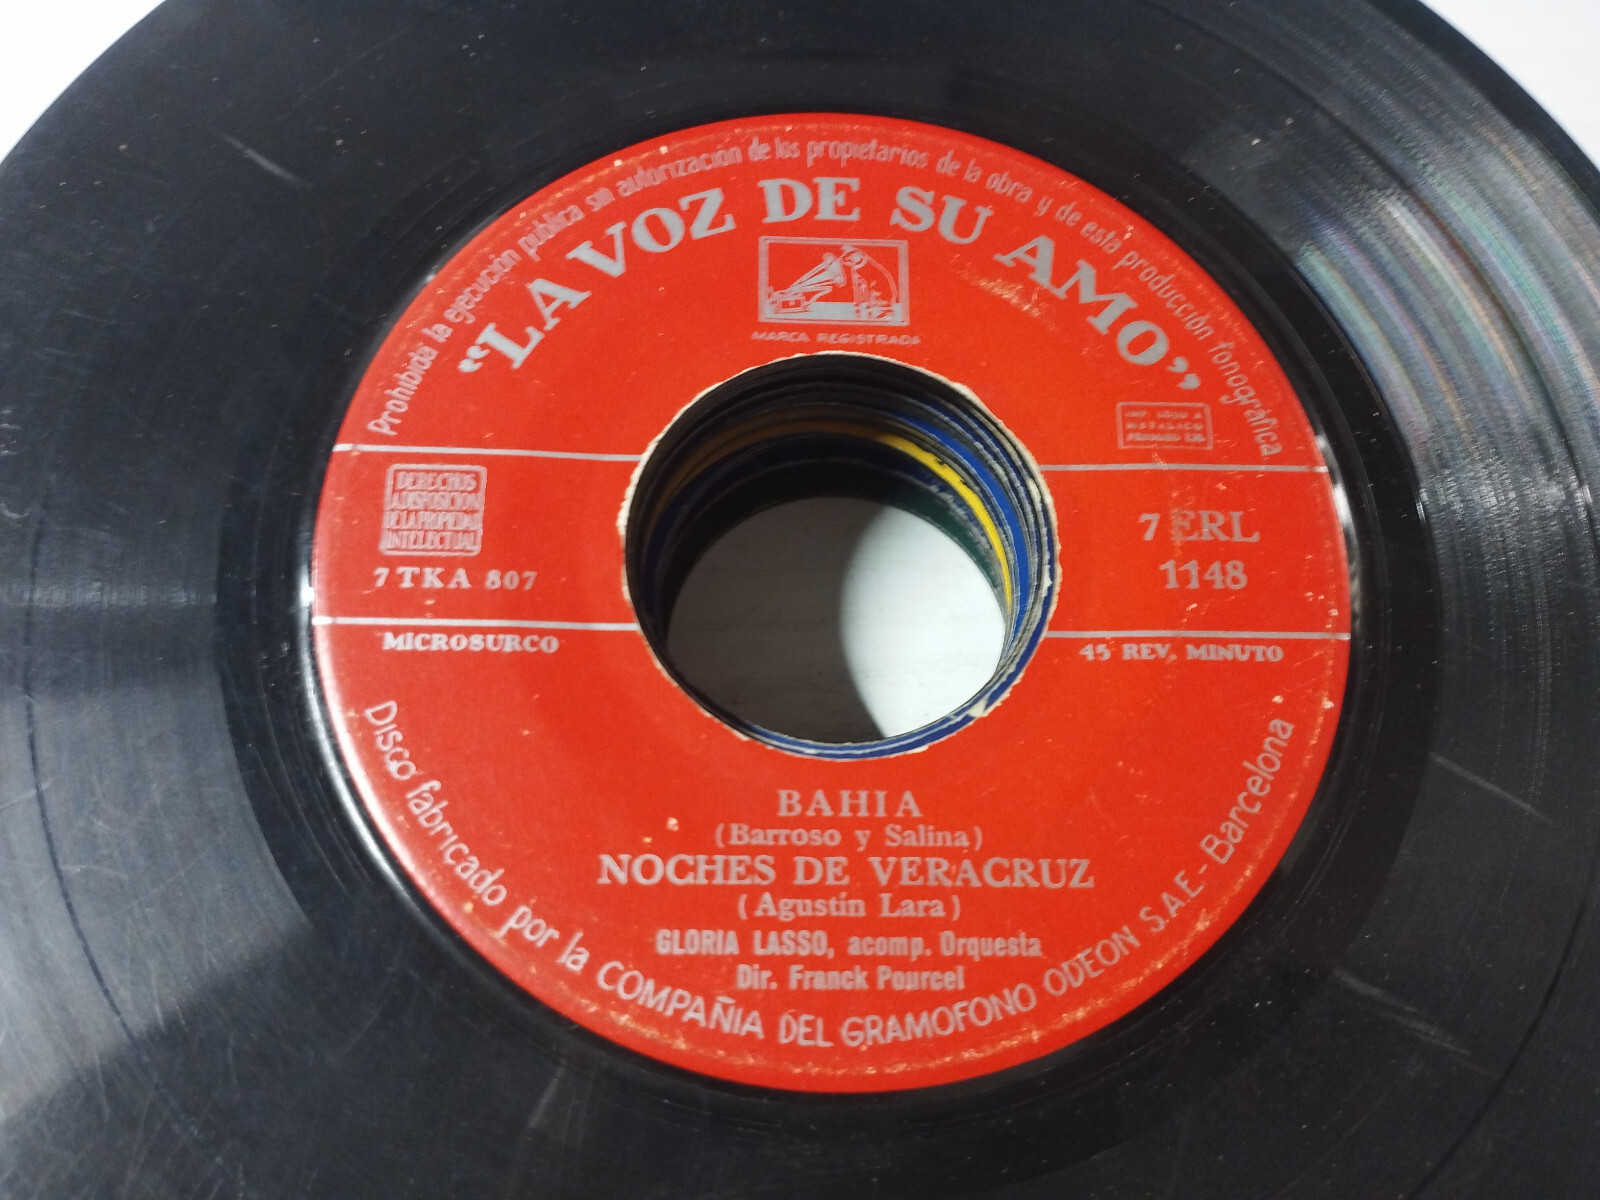 Prohibida la ejecución pública sin autorización de los propietarios de la obra y de esta producción fonográfica
“LA VOZ DE SU AMO”
MARCA REGISTRADA
IMP. SOBRE
METALICO
DERECHOS
A DISPOSICION
DE LA PROPIEDAD
INTELECTUAL
7 TKA 807
7 ERL
1148
MICROSURCO
45 REV. MINUTO
BAHIA
(Barroso y Salina)
NOCHES DE VERACRUZ
(Agustín Lara)
GLORIA LASSO, acomp. Orquesta
Dir. Franck Pourcel
Disco fabricado por la COMPAÑIA DEL GRAMOFONO ODEON S.A.E - Barcelona